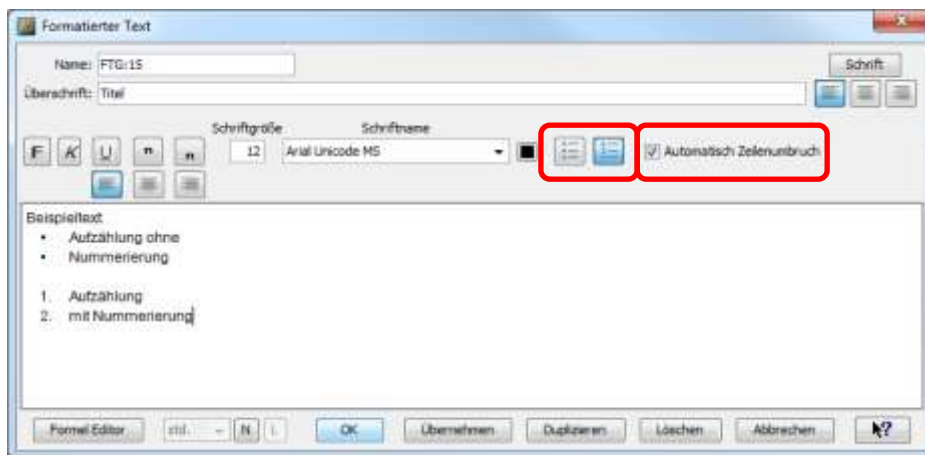 Formatierter Text
Name: FTG:15 Schrift
Überschrift: Titel
Schriftgröße Schriftname
F K U n n 12 Arial Unicode MS Automatisch Zeilenumbruch
Beispieltext
• Aufzählung ohne
• Nummerierung
1. Aufzählung
2. mit Nummerierung
Formel Editor std. N L OK Übernehmen Duplizieren Löschen Abbrechen ?